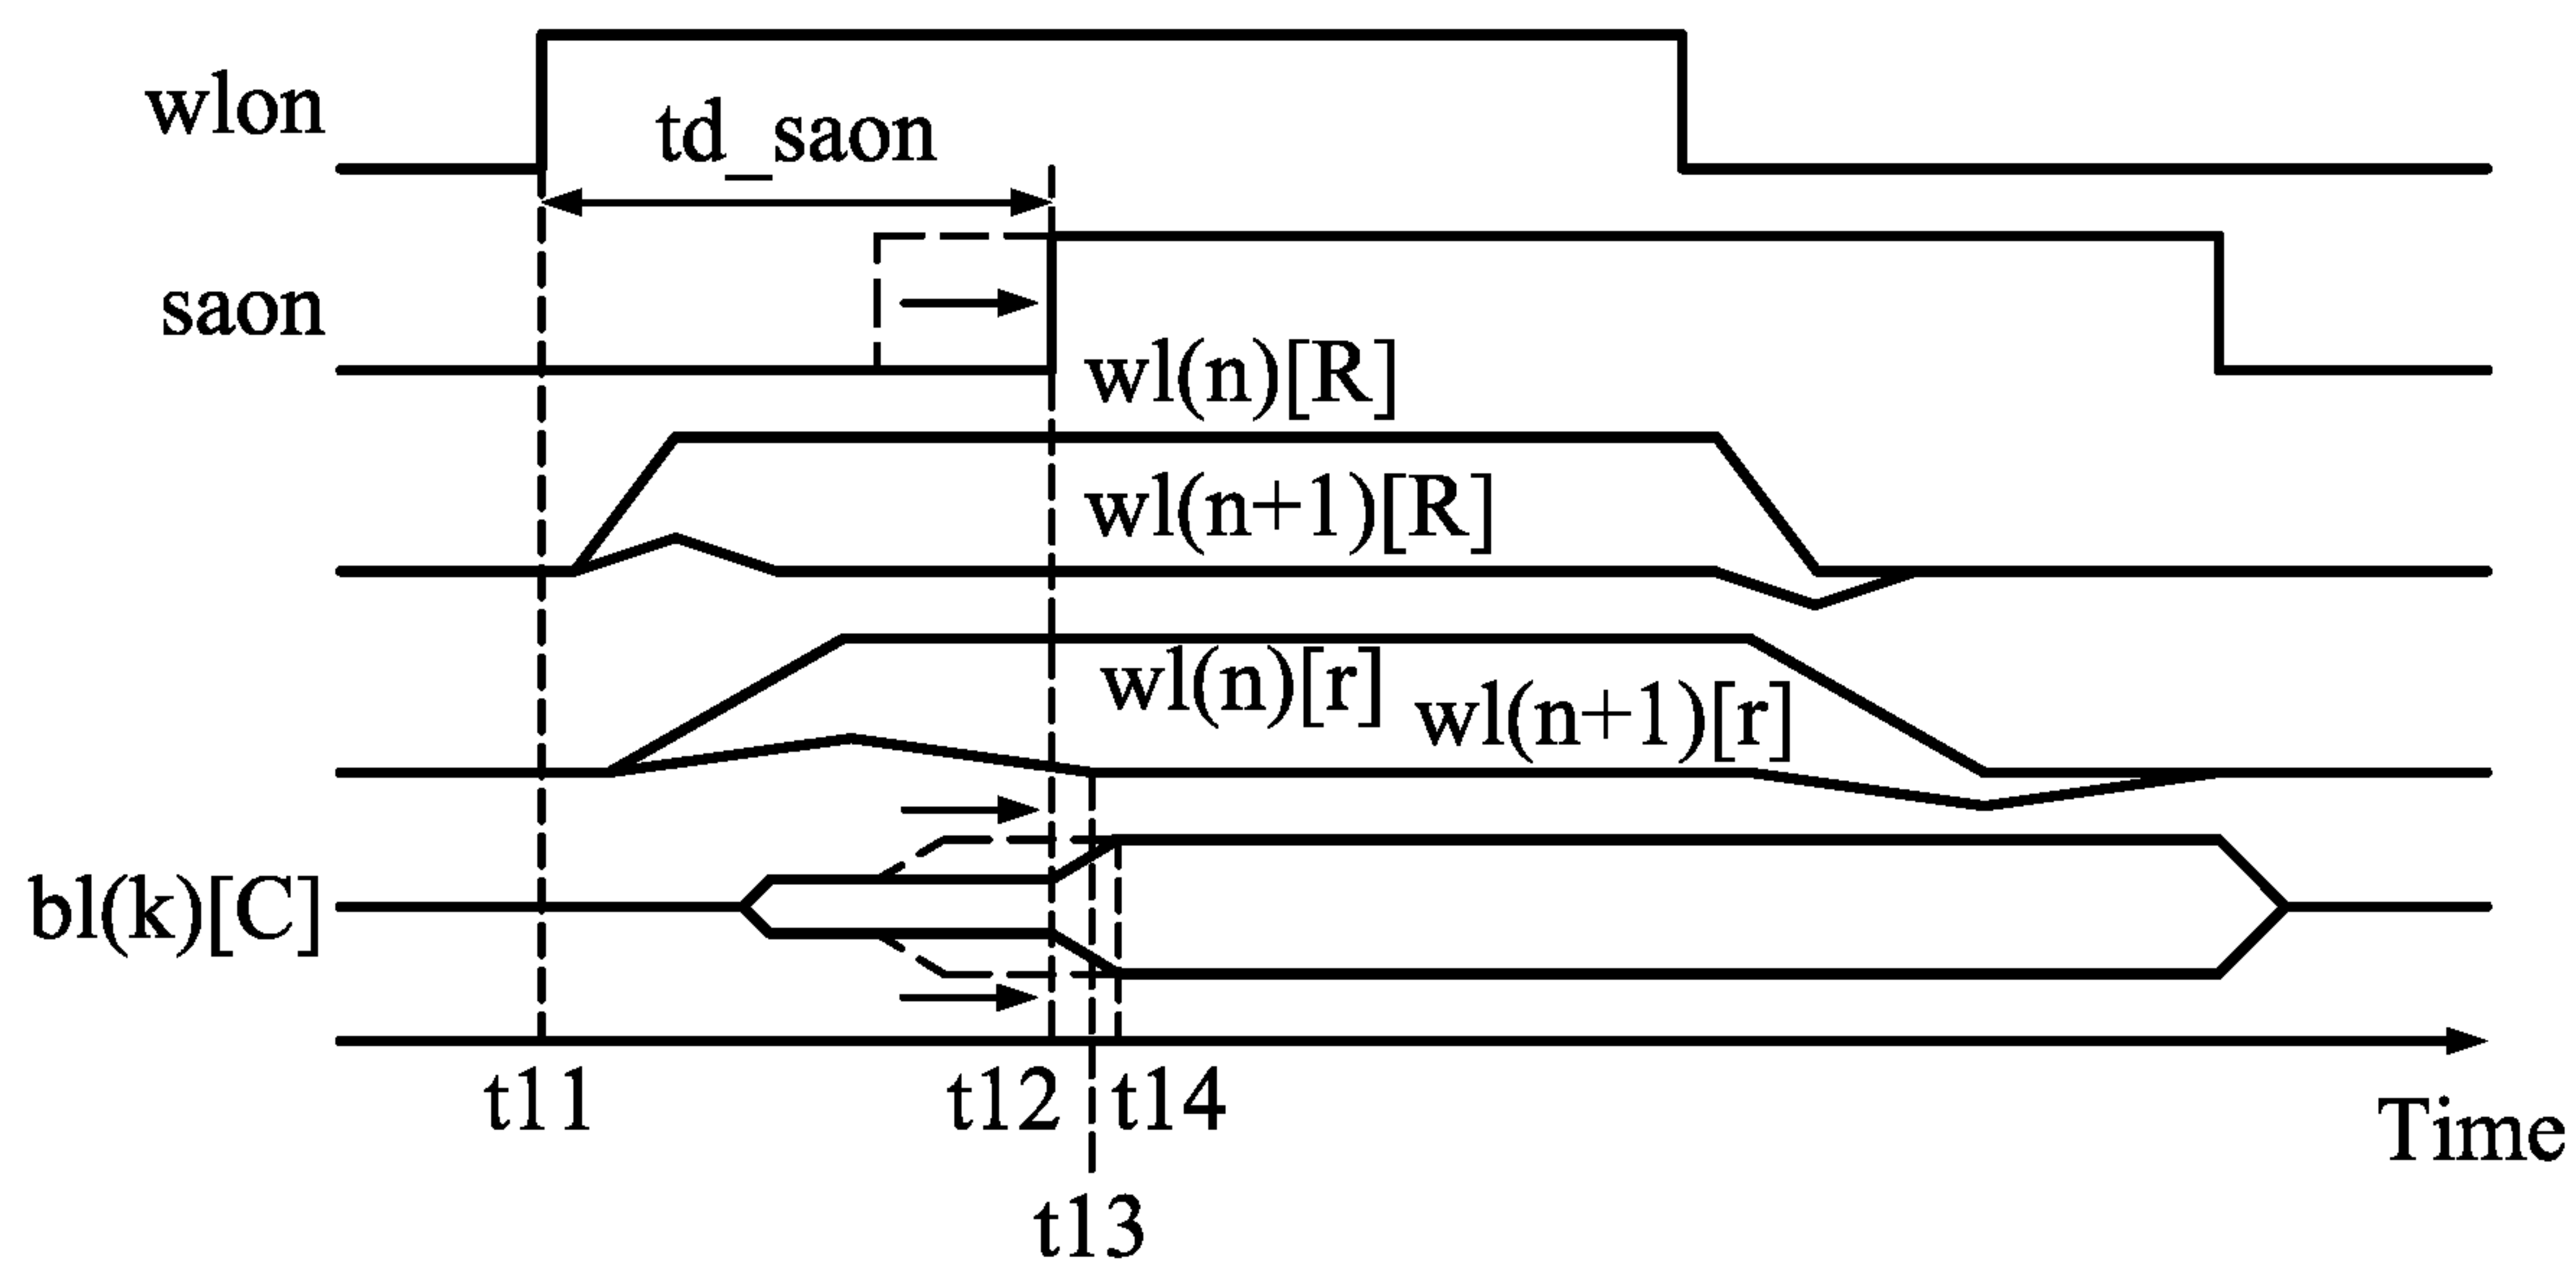 wlon
td_saon
saon
wl(n)[R]
wl(n+1)[R]
wl(n)[r]
wl(n+1)[r]
bl(k)[C]
t11
t12
t14
Time
t13